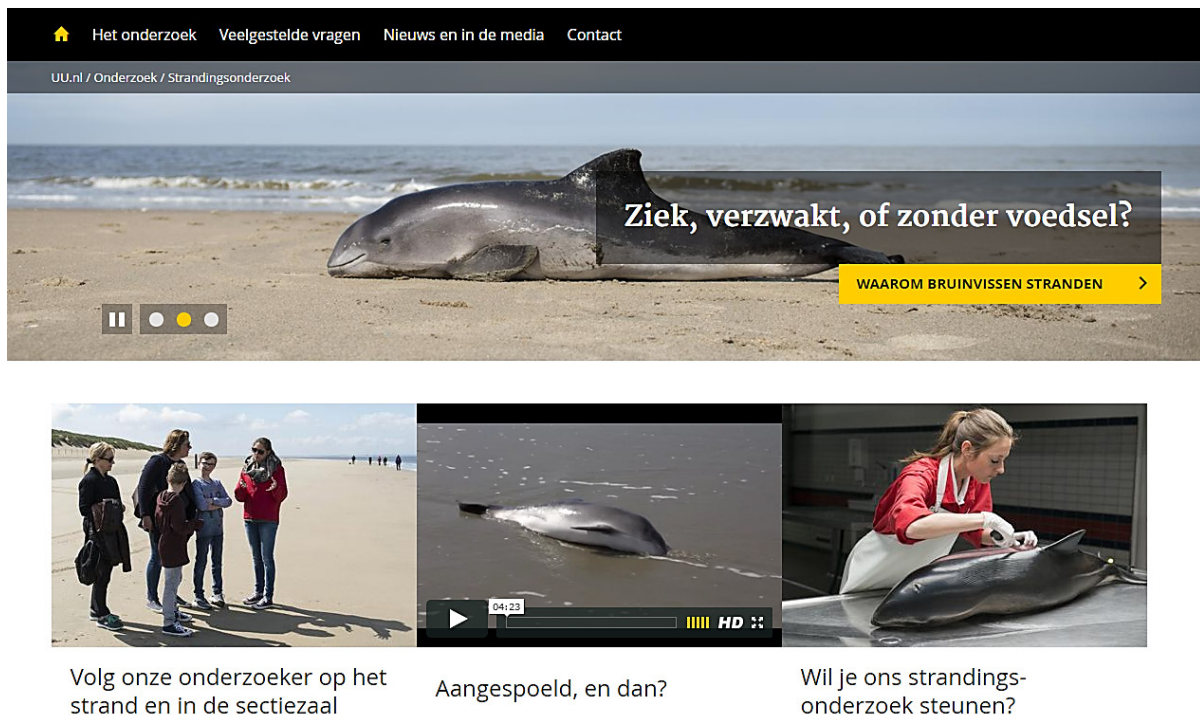 Het onderzoek Veelgestelde vragen Nieuws en in de media Contact
UU.nl / Onderzoek / Strandingsonderzoek
Ziek, verzwakt, of zonder voedsel?
WAAROM BRUINVISSEN STRANDEN
04:23
HD
Volg onze onderzoeker op het
strand en in de sectiezaal
Aangespoeld, en dan?
Wil je ons strandings-
onderzoek steunen?